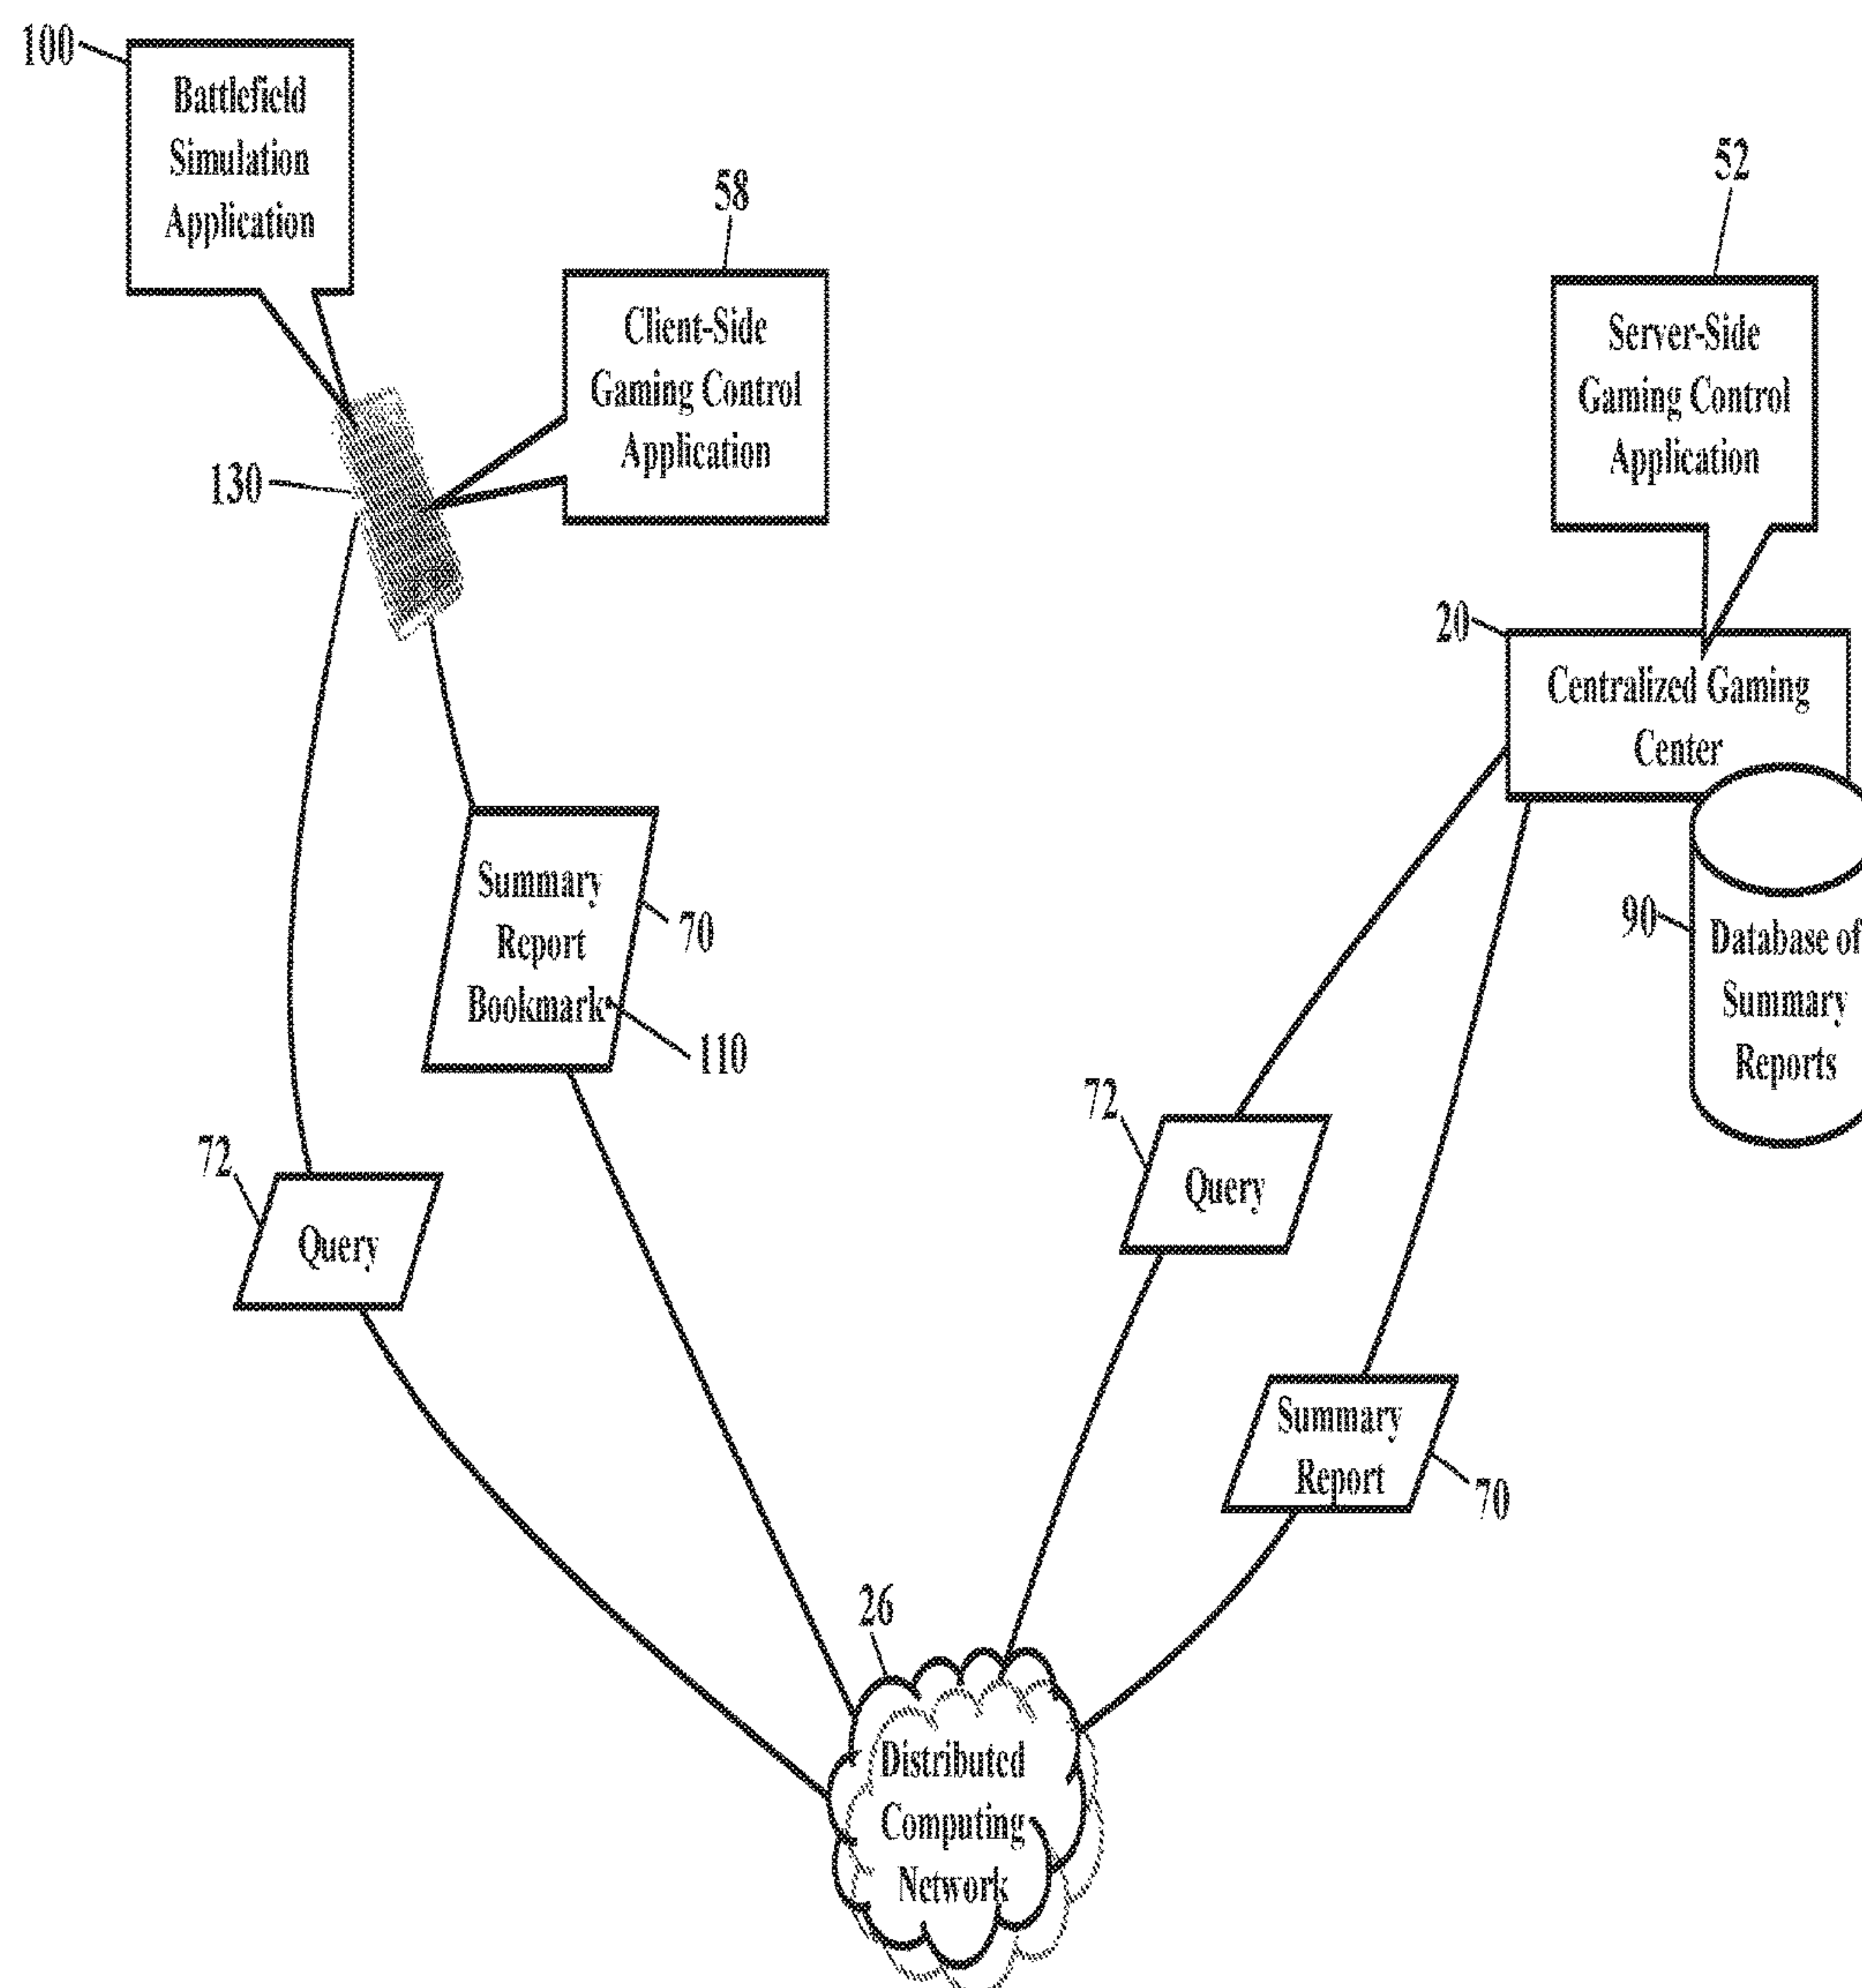 100
Battlefield
Simulation
Application
58
Client-Side
Gaming Control
Application
52
Server-Side
Gaming Control
Application
130
20
Centralized Gaming
Center
Summary
Report
Bookmark
70
110
90
Database of
Summary
Reports
72
Query
72
Query
Summary
Report
70
26
Distributed
Computing
Network